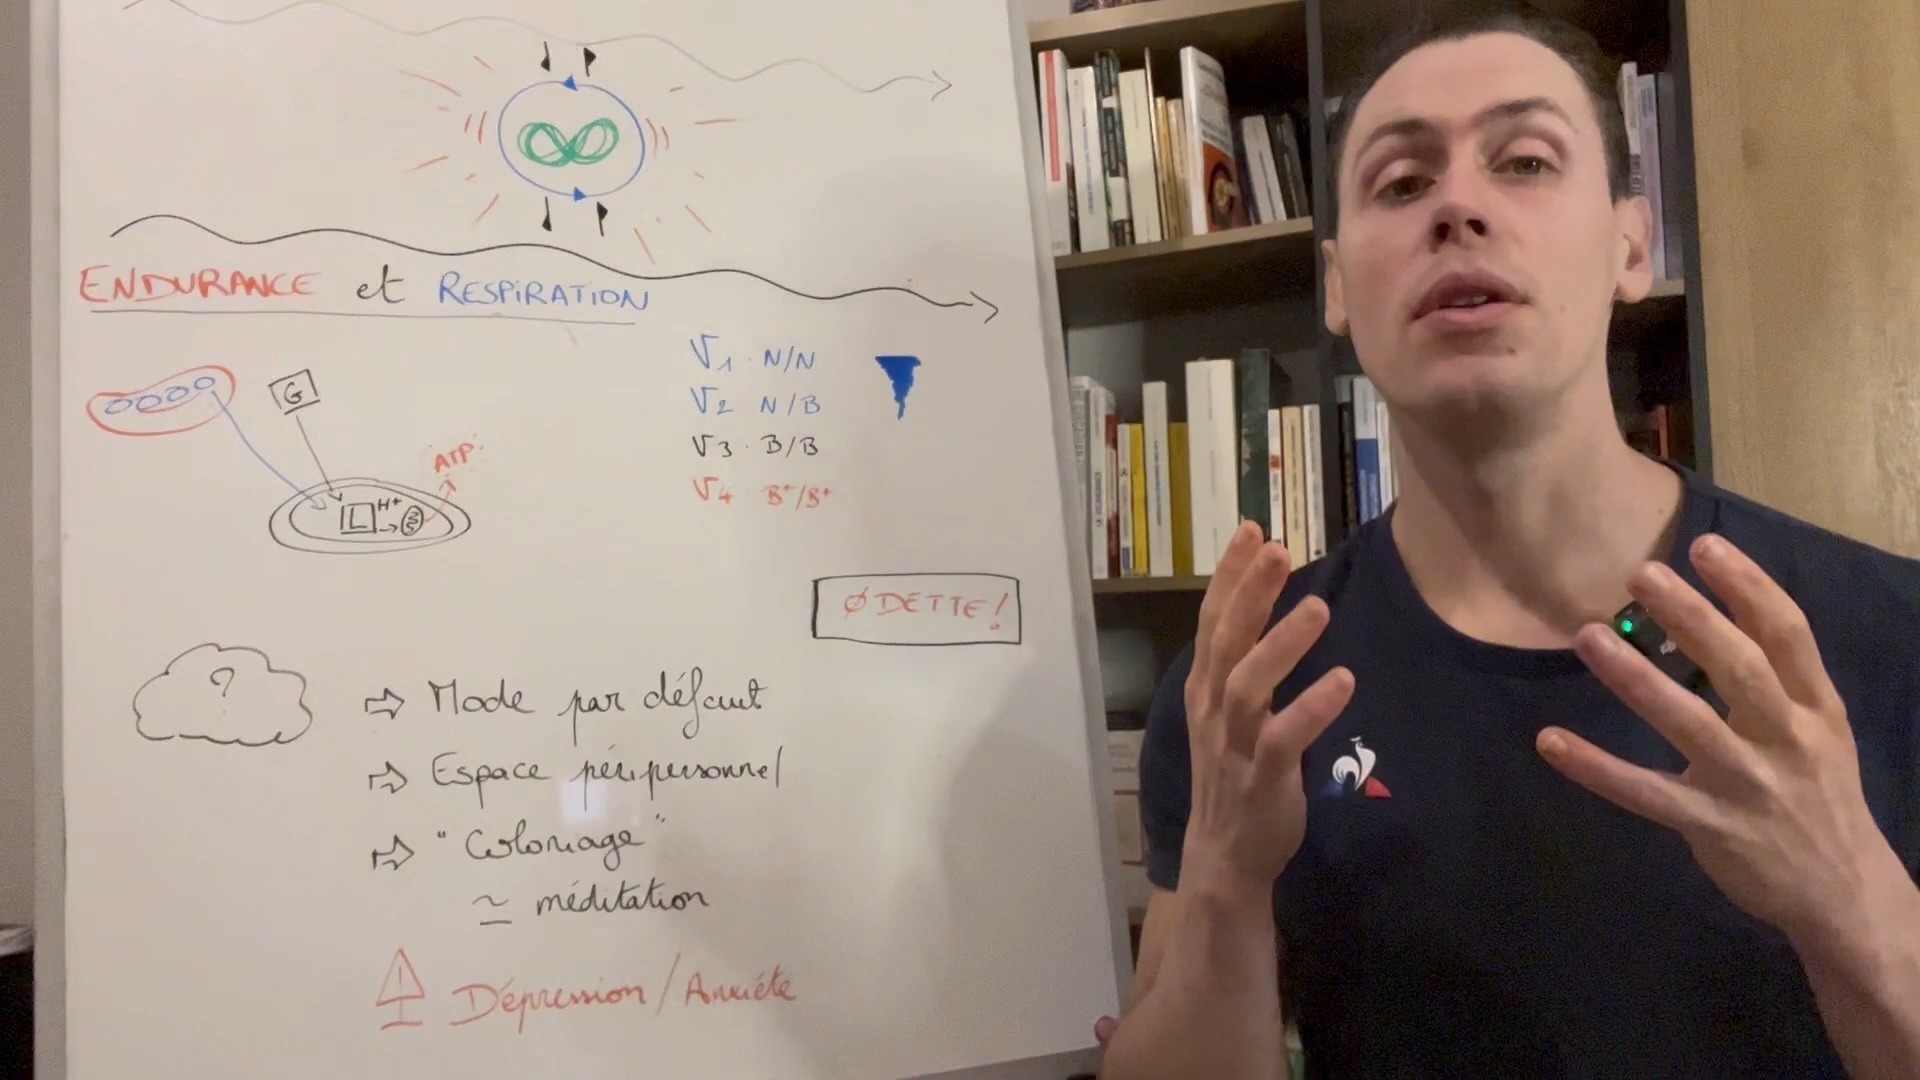 ENDURANCE et RESPIRATION
V1 · N/N
V2 N/B
V3 · B/B
V4 B+/B+
G
ATP
L H+
Ø DETTE!
?
⇨ Mode par défaut
⇨ Espace péripersonnel
⇨ "Coloriage"
≃ méditation
Dépression/Anxiété